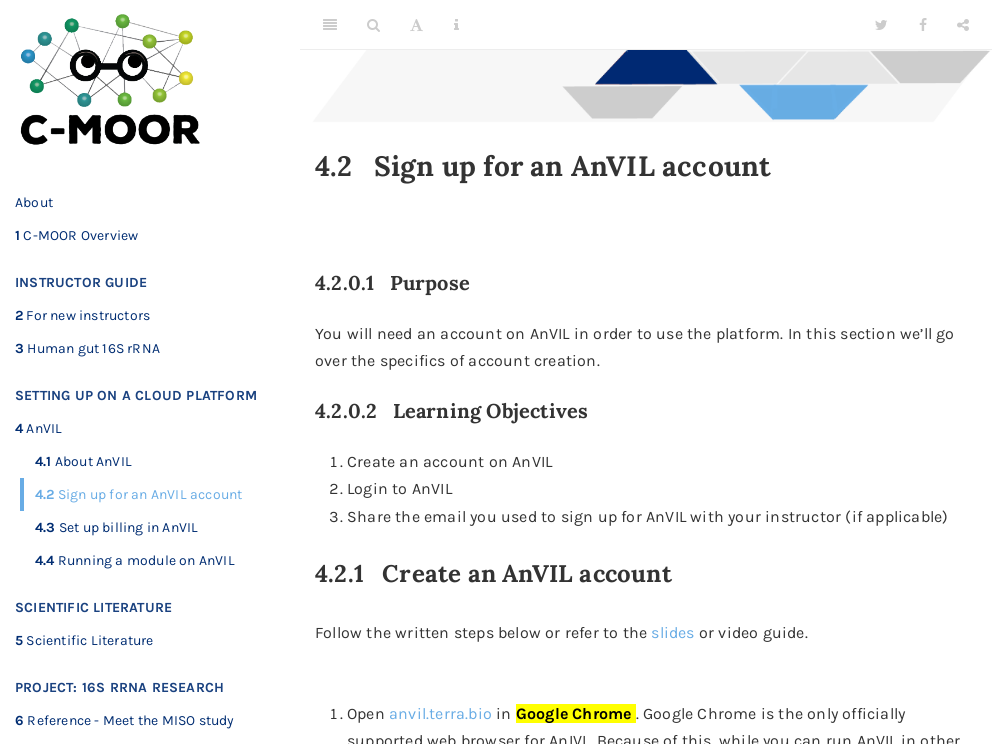 C-MOOR
About
1 C-MOOR Overview
INSTRUCTOR GUIDE
2 For new instructors
3 Human gut 16S rRNA
SETTING UP ON A CLOUD PLATFORM
4 AnVIL
4.1 About AnVIL
4.2 Sign up for an AnVIL account
4.3 Set up billing in AnVIL
4.4 Running a module on AnVIL
SCIENTIFIC LITERATURE
5 Scientific Literature
PROJECT: 16S RRNA RESEARCH
6 Reference - Meet the MISO study
4.2 Sign up for an AnVIL account
4.2.0.1 Purpose
You will need an account on AnVIL in order to use the platform. In this section we’ll go
over the specifics of account creation.
4.2.0.2 Learning Objectives
1. Create an account on AnVIL
2. Login to AnVIL
3. Share the email you used to sign up for AnVIL with your instructor (if applicable)
4.2.1 Create an AnVIL account
Follow the written steps below or refer to the slides or video guide.
1. Open anvil.terra.bio in Google Chrome . Google Chrome is the only officially
supported web browser for AnVIL. Because of this, while you can run AnVIL in other